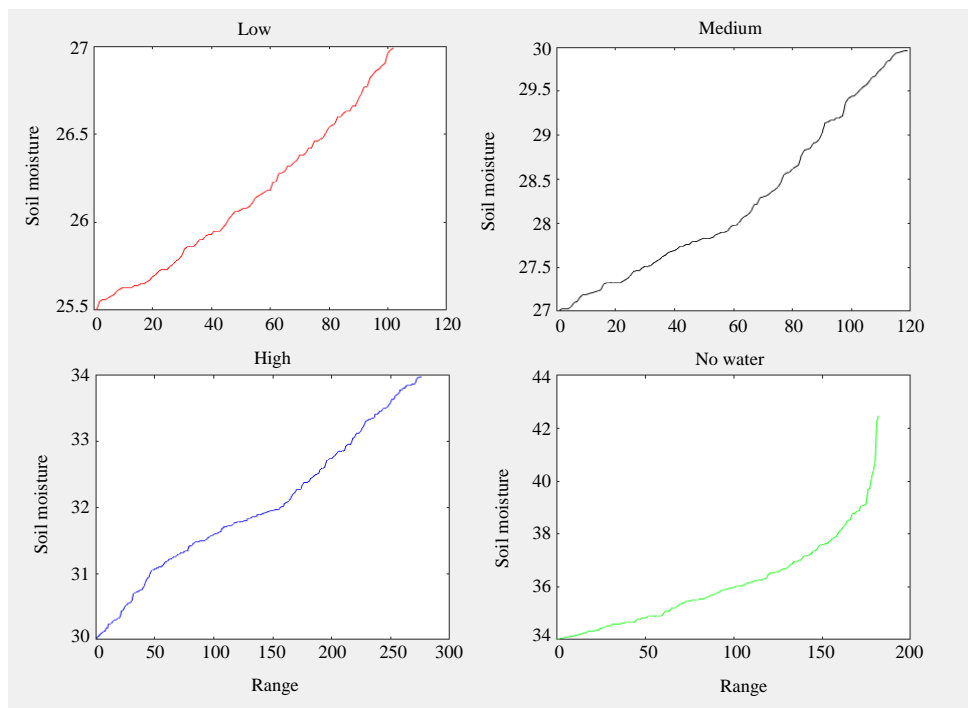 Low
Soil moisture
27
26.5
26
25.5
0 20 40 60 80 100 120
Medium
Soil moisture
30
29.5
29
28.5
28
27.5
27
0 20 40 60 80 100 120
High
Soil moisture
34
33
32
31
30
0 50 100 150 200 250 300
Range
No water
Soil moisture
44
42
40
38
36
34
0 50 100 150 200
Range